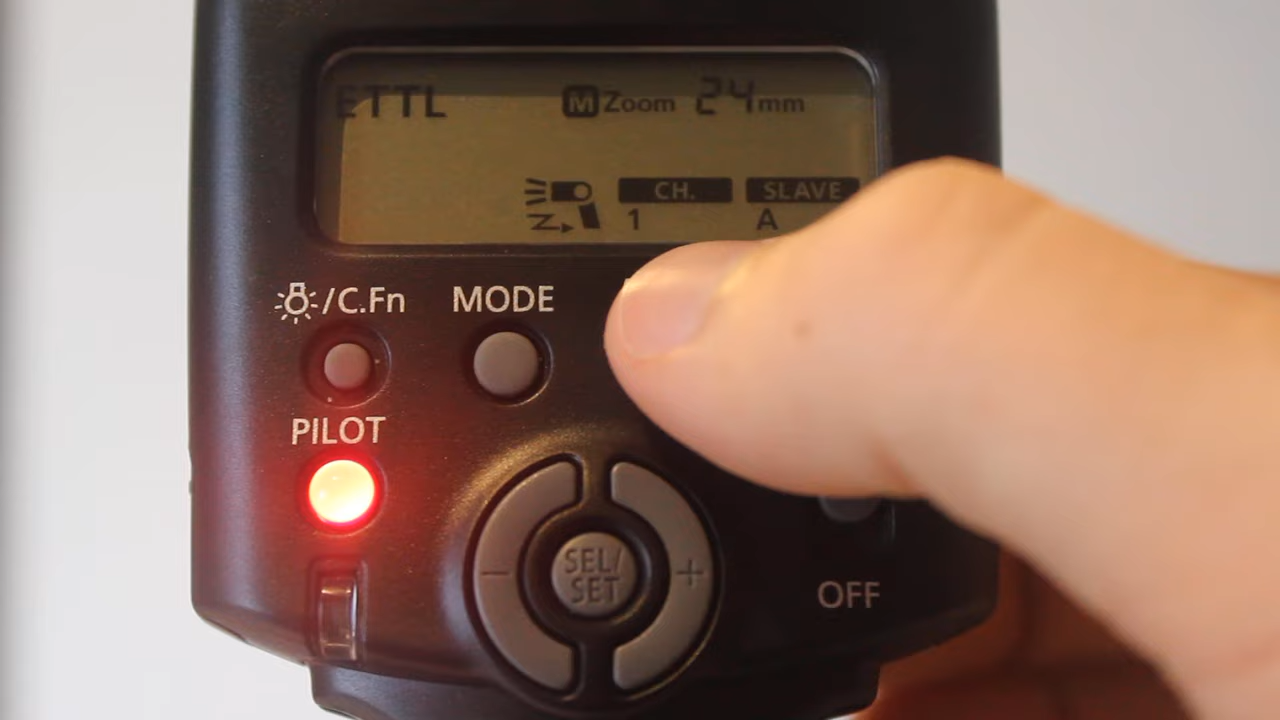 ETTL M Zoom 24mm
CH. SLAVE
1 A
/C.Fn MODE
PILOT
− SEL/ +
SET
OFF